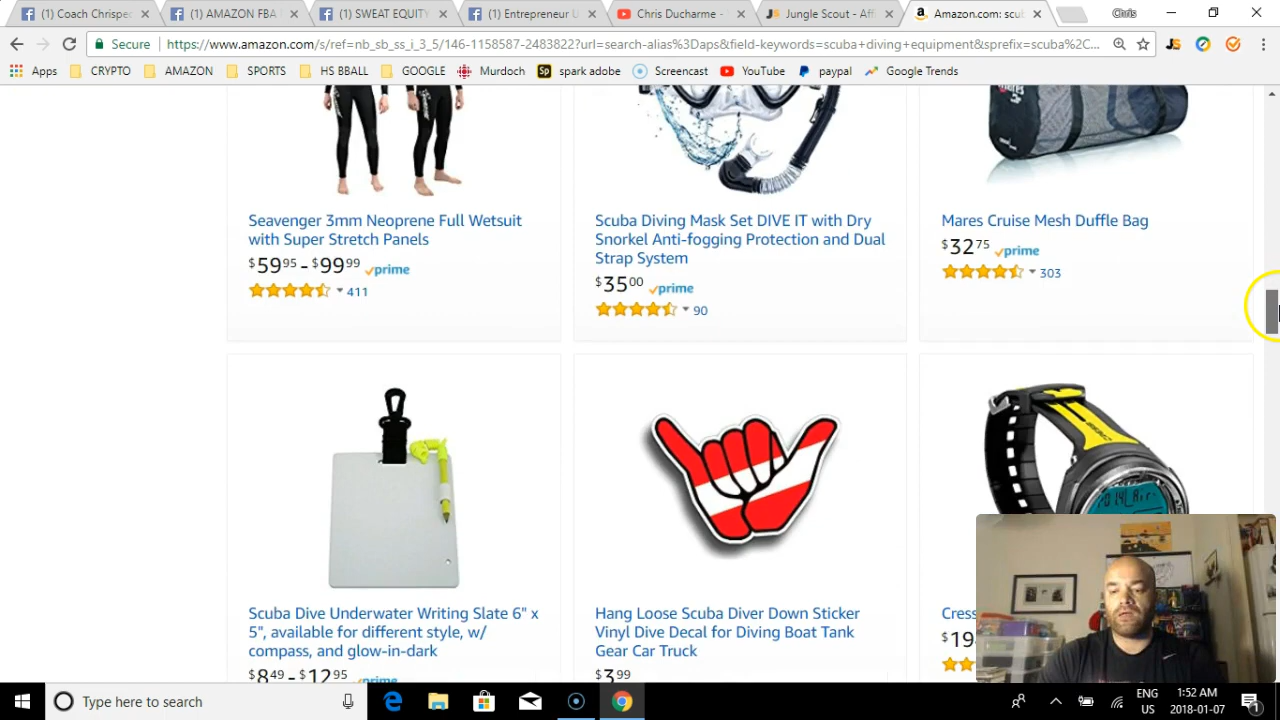 (1) Coach Chrisper
(1) AMAZON FBA
(1) SWEAT EQUITY
(1) Entrepreneur U
Chris Ducharme -
Jungle Scout - Aff
Amazon.com: scu
Chris
Secure
https://www.amazon.com/s/ref=nb_sb_ss_i_3_5/146-1158587-2483822?url=search-alias%3Daps&field-keywords=scuba+diving+equipment&sprefix=scuba%2C...
Apps
CRYPTO
AMAZON
SPORTS
HS BBALL
GOOGLE
Murdoch
Sp spark adobe
Screencast
YouTube
paypal
Google Trends
Seavenger 3mm Neoprene Full Wetsuit
with Super Stretch Panels
$59 95 - $99 99 prime
411
Scuba Diving Mask Set DIVE IT with Dry
Snorkel Anti-fogging Protection and Dual
Strap System
$35 00 prime
90
Mares Cruise Mesh Duffle Bag
$32 75 prime
303
Scuba Dive Underwater Writing Slate 6" x
5", available for different style, w/
compass, and glow-in-dark
$8 49 - $12 95 prime
Hang Loose Scuba Diver Down Sticker
Vinyl Dive Decal for Diving Boat Tank
Gear Car Truck
$3 99
Cress
$19
Type here to search
ENG
US
1:52 AM
2018-01-07
1